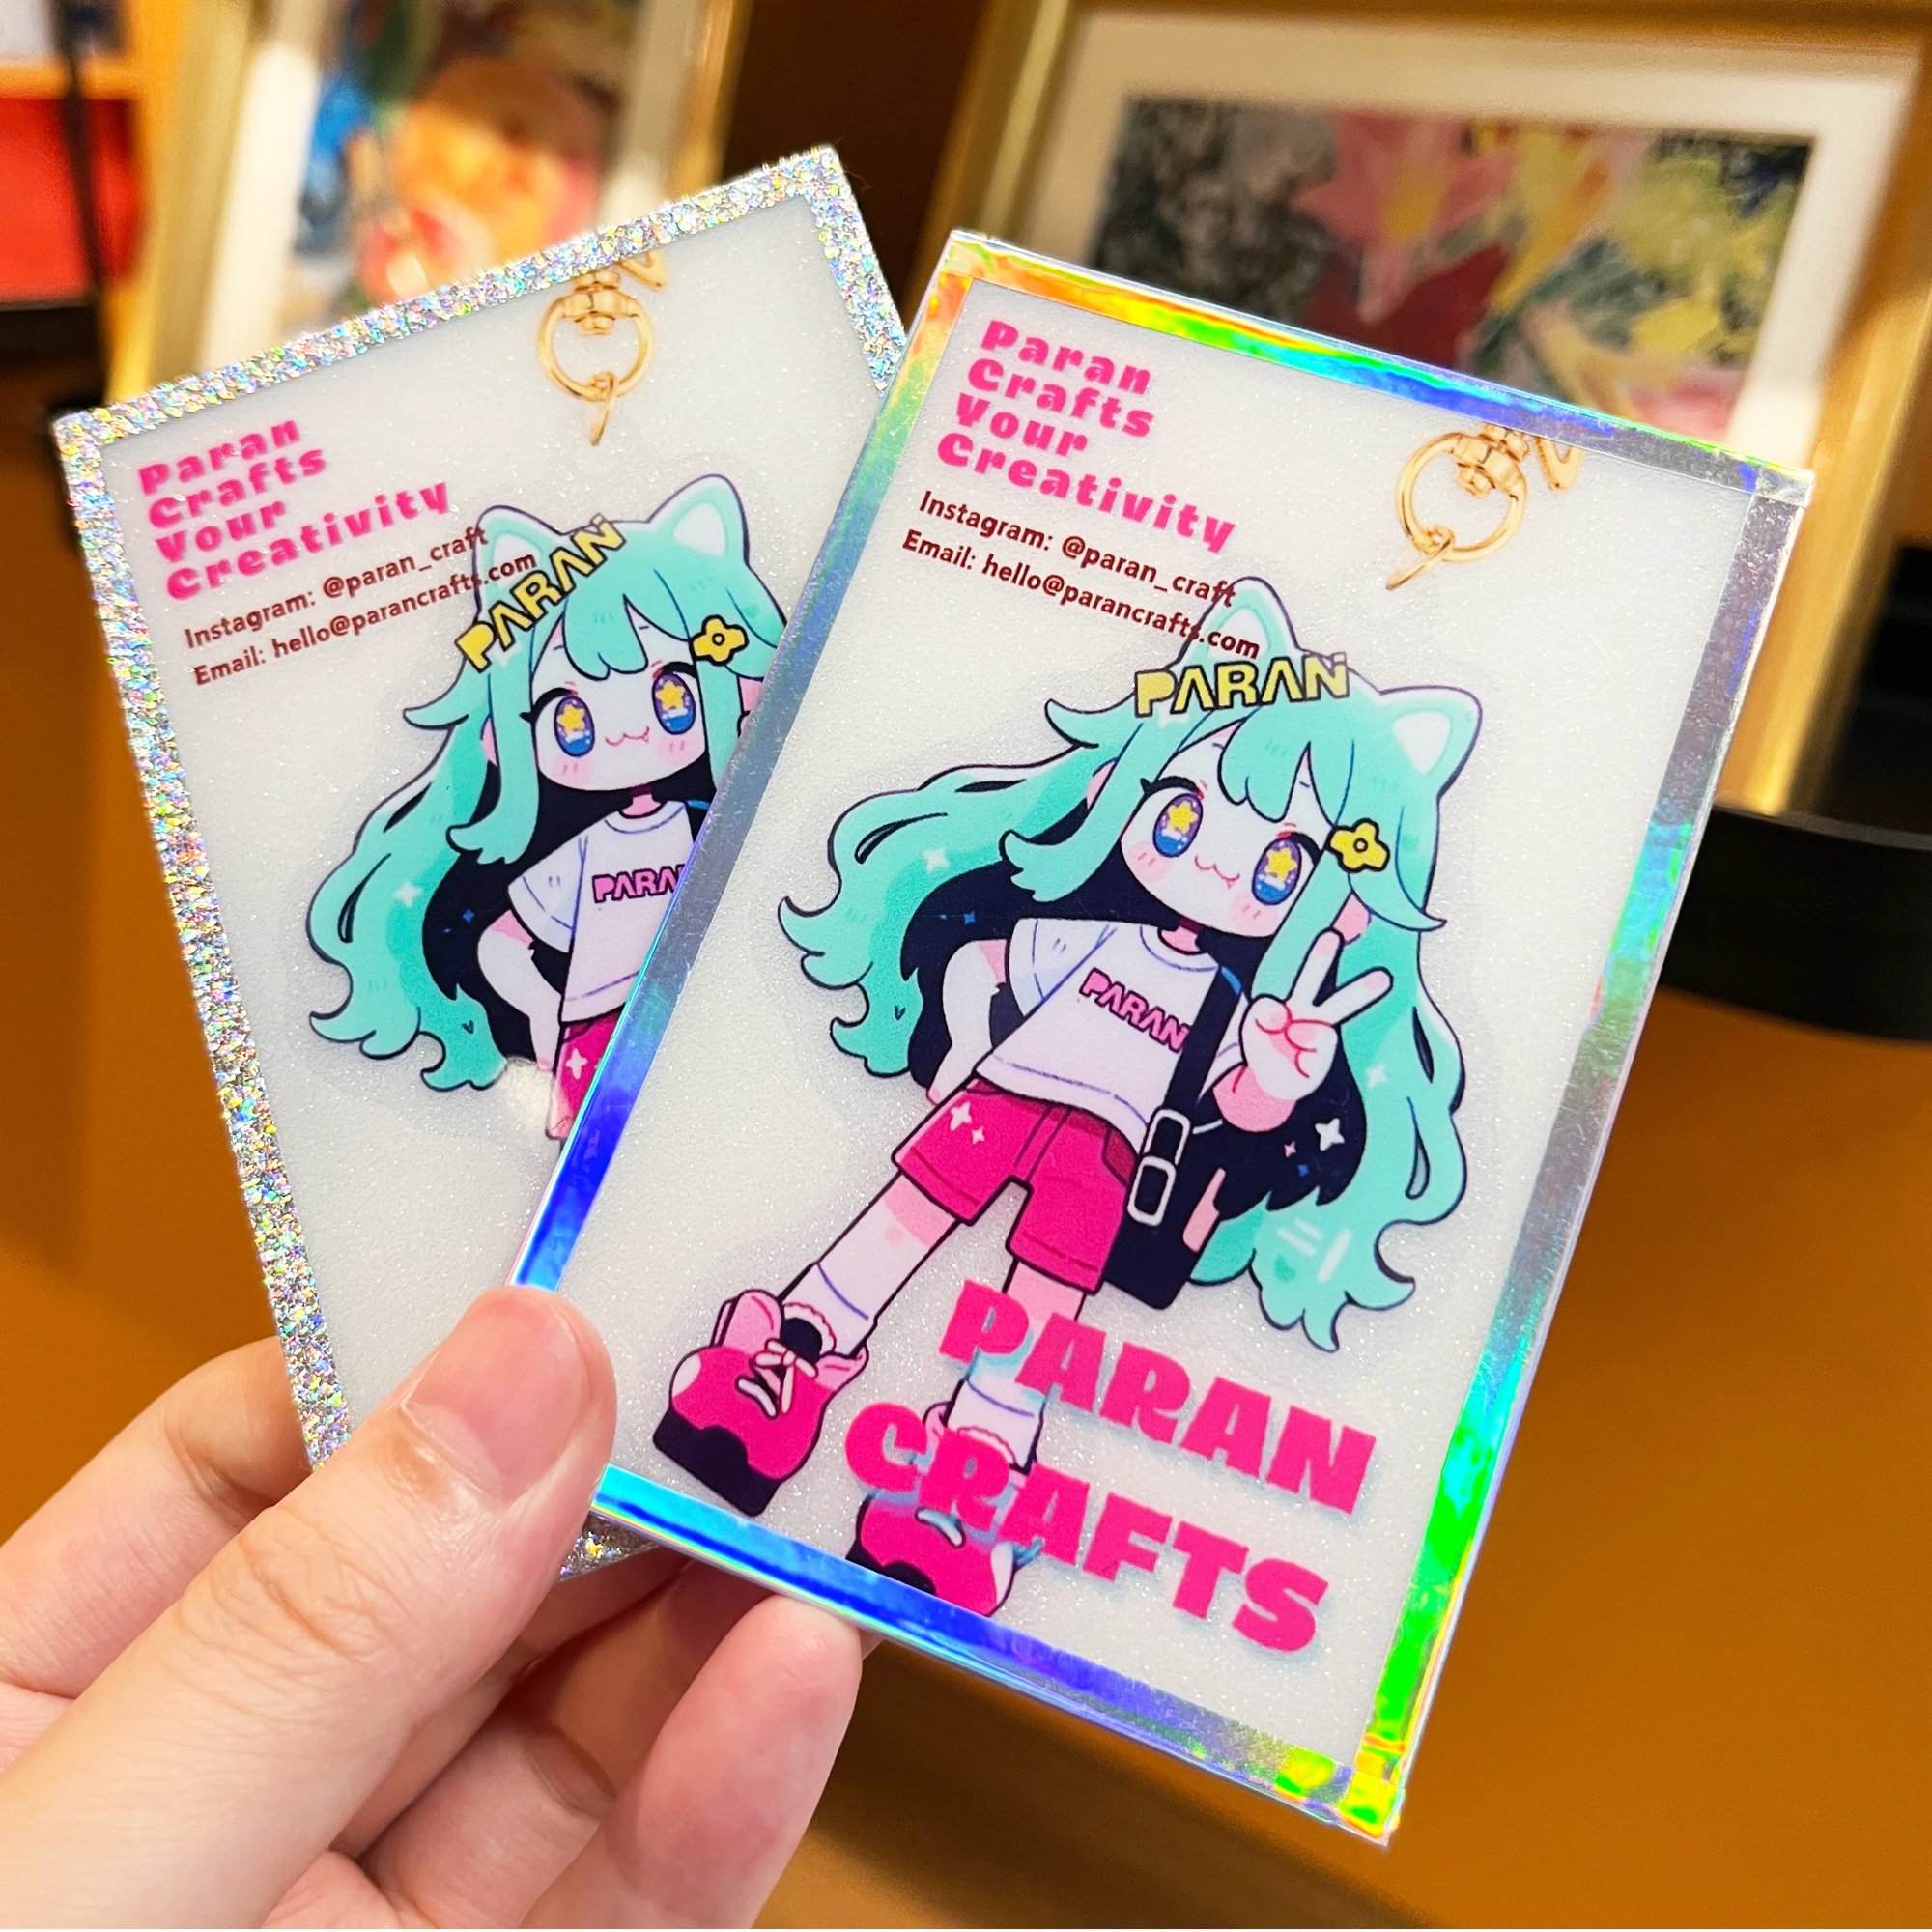 Paran
Crafts
Your
Creativity
Instagram: @paran_craft
Email: hello@parancrafts.com
PARAN
PARAN
Paran
Crafts
Your
Creativity
Instagram: @paran_craft
Email: hello@parancrafts.com
PARAN
PARAN
PARAN
CRAFTS